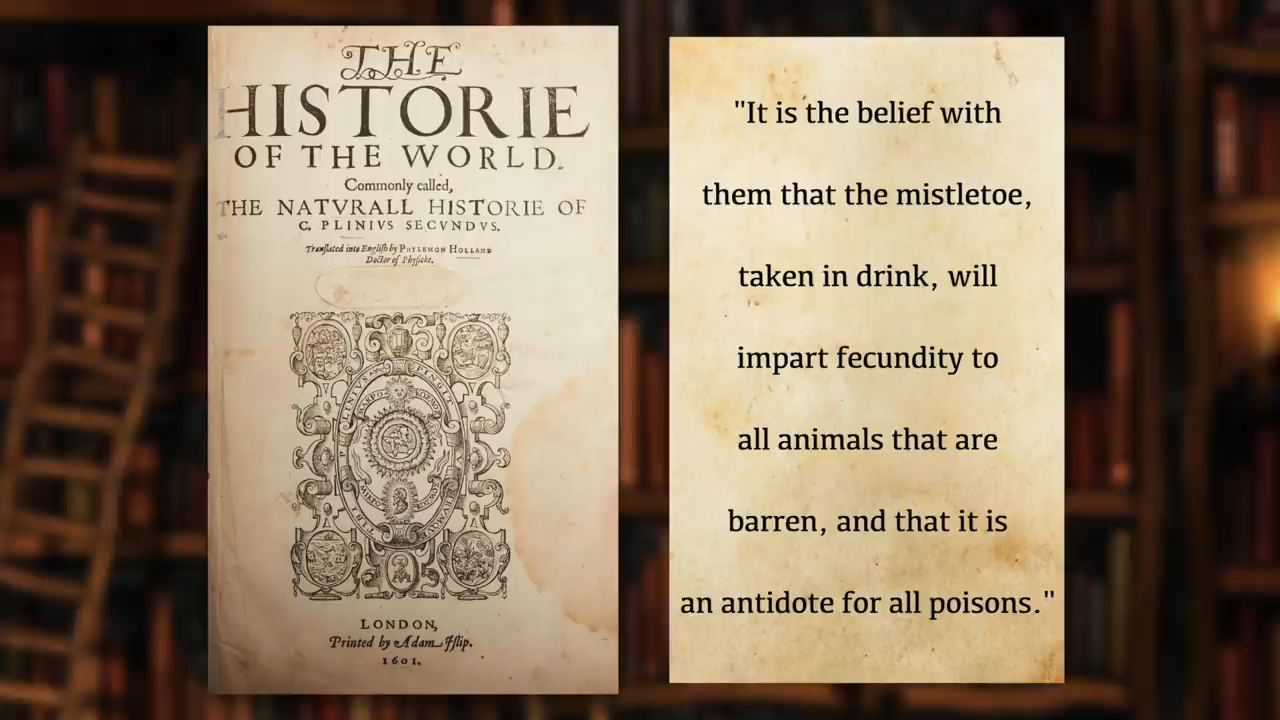 THE
HISTORIE
OF THE WORLD.
Commonly called,
THE NATVRALL HISTORIE OF
C. PLINIVS SECVNDVS.
Tranſlated into Engliſh by PHILEMON HOLLAND
Doctor of Phyſicke.
LONDON,
Printed by Adam Iſlip.
1601.
"It is the belief with
them that the mistletoe,
taken in drink, will
impart fecundity to
all animals that are
barren, and that it is
an antidote for all poisons."